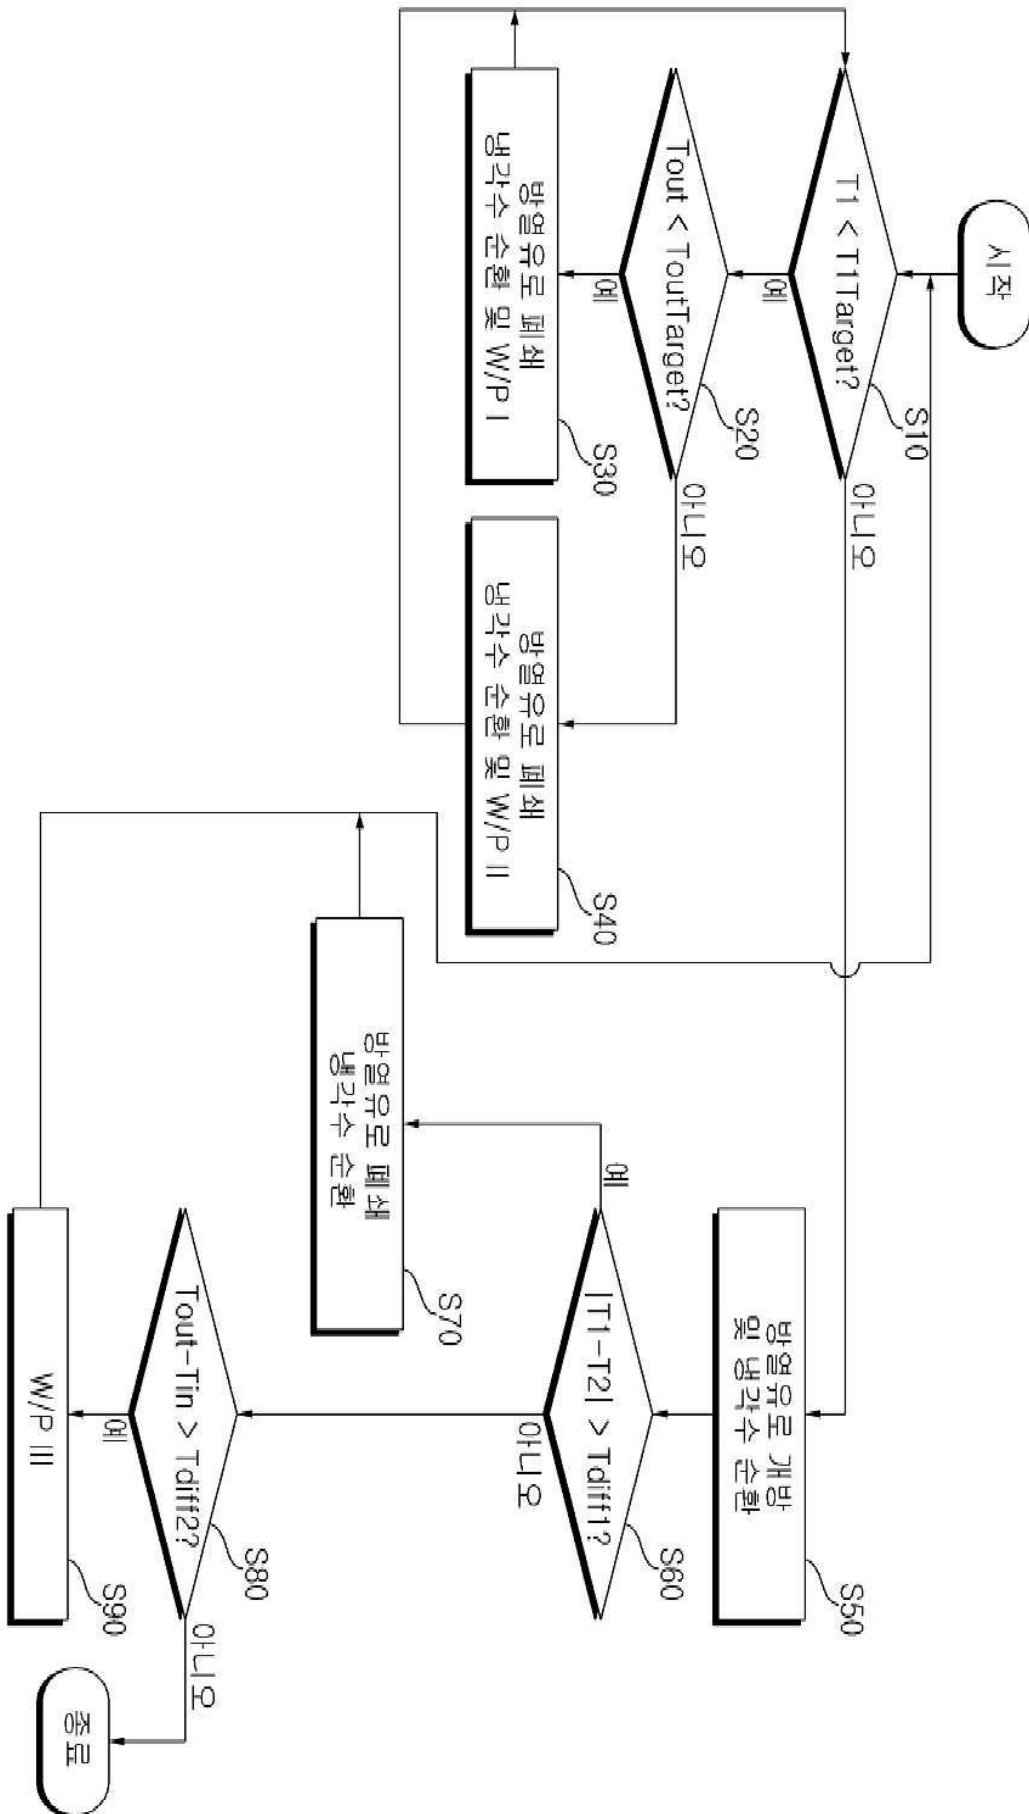 시작
T1 < T1Target?
S10
예
아니오
Tout < ToutTarget?
S20
예
아니오
방열유로 폐쇄
냉각수 순환 및 W/P I
S30
방열유로 폐쇄
냉각수 순환 및 W/P II
S40
방열유로 개방
및 냉각수 순환
S50
|T1-T2| > Tdiff1?
S60
예
아니오
방열유로 폐쇄
냉각수 순환
S70
Tout-Tin > Tdiff2?
S80
예
아니오
W/P III
S90
종료